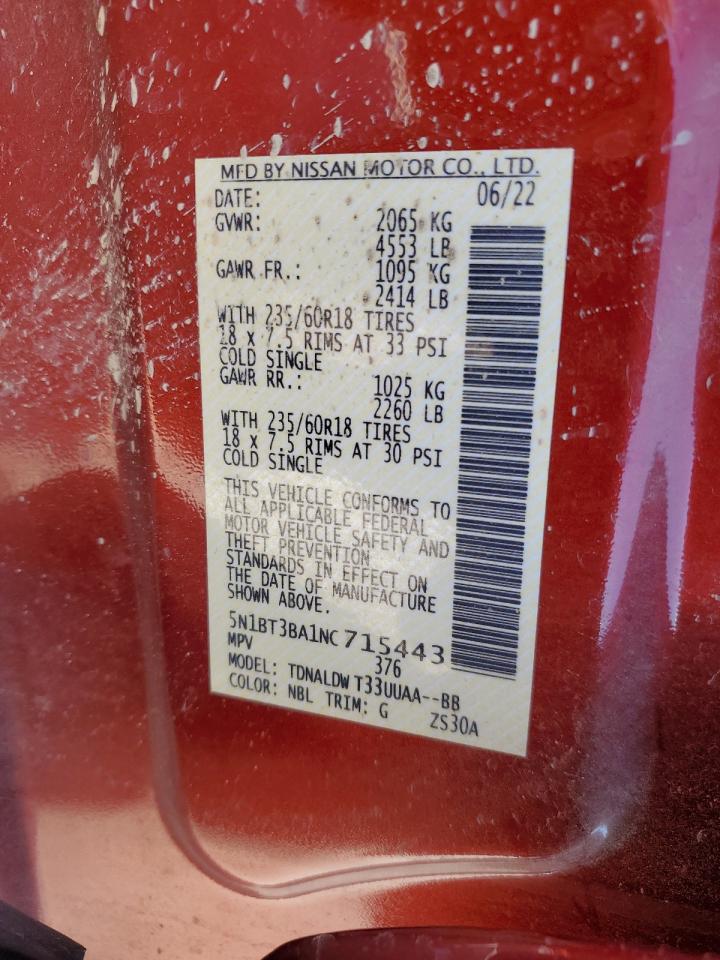 MFD BY NISSAN MOTOR CO., LTD.
DATE: 06/22
GVWR: 2065 KG
4553 LB
GAWR FR.: 1095 KG
2414 LB
WITH 235/60R18 TIRES
18 x 7.5 RIMS AT 33 PSI
COLD SINGLE
GAWR RR.: 1025 KG
2260 LB
WITH 235/60R18 TIRES
18 x 7.5 RIMS AT 30 PSI
COLD SINGLE
THIS VEHICLE CONFORMS TO
ALL APPLICABLE FEDERAL
MOTOR VEHICLE SAFETY AND
THEFT PREVENTION
STANDARDS IN EFFECT ON
THE DATE OF MANUFACTURE
SHOWN ABOVE.
5N1BT3BA1NC715443
MPV 376
MODEL: TDNALDW T33UUAA--BB
COLOR: NBL TRIM: G ZS30A